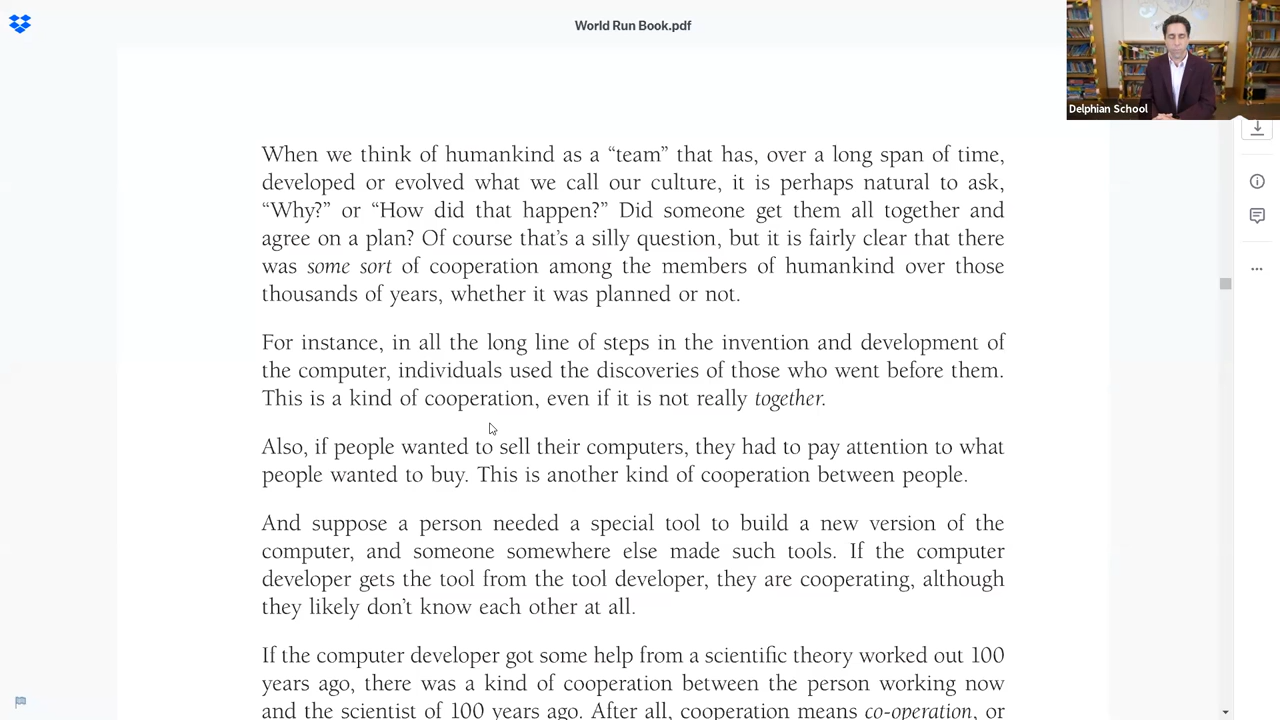 World Run Book.pdf
Delphian School
When we think of humankind as a “team” that has, over a long span of time,
developed or evolved what we call our culture, it is perhaps natural to ask,
“Why?” or “How did that happen?” Did someone get them all together and
agree on a plan? Of course that’s a silly question, but it is fairly clear that there
was some sort of cooperation among the members of humankind over those
thousands of years, whether it was planned or not.
For instance, in all the long line of steps in the invention and development of
the computer, individuals used the discoveries of those who went before them.
This is a kind of cooperation, even if it is not really together.
Also, if people wanted to sell their computers, they had to pay attention to what
people wanted to buy. This is another kind of cooperation between people.
And suppose a person needed a special tool to build a new version of the
computer, and someone somewhere else made such tools. If the computer
developer gets the tool from the tool developer, they are cooperating, although
they likely don’t know each other at all.
If the computer developer got some help from a scientific theory worked out 100
years ago, there was a kind of cooperation between the person working now
and the scientist of 100 years ago. After all, cooperation means co-operation, or